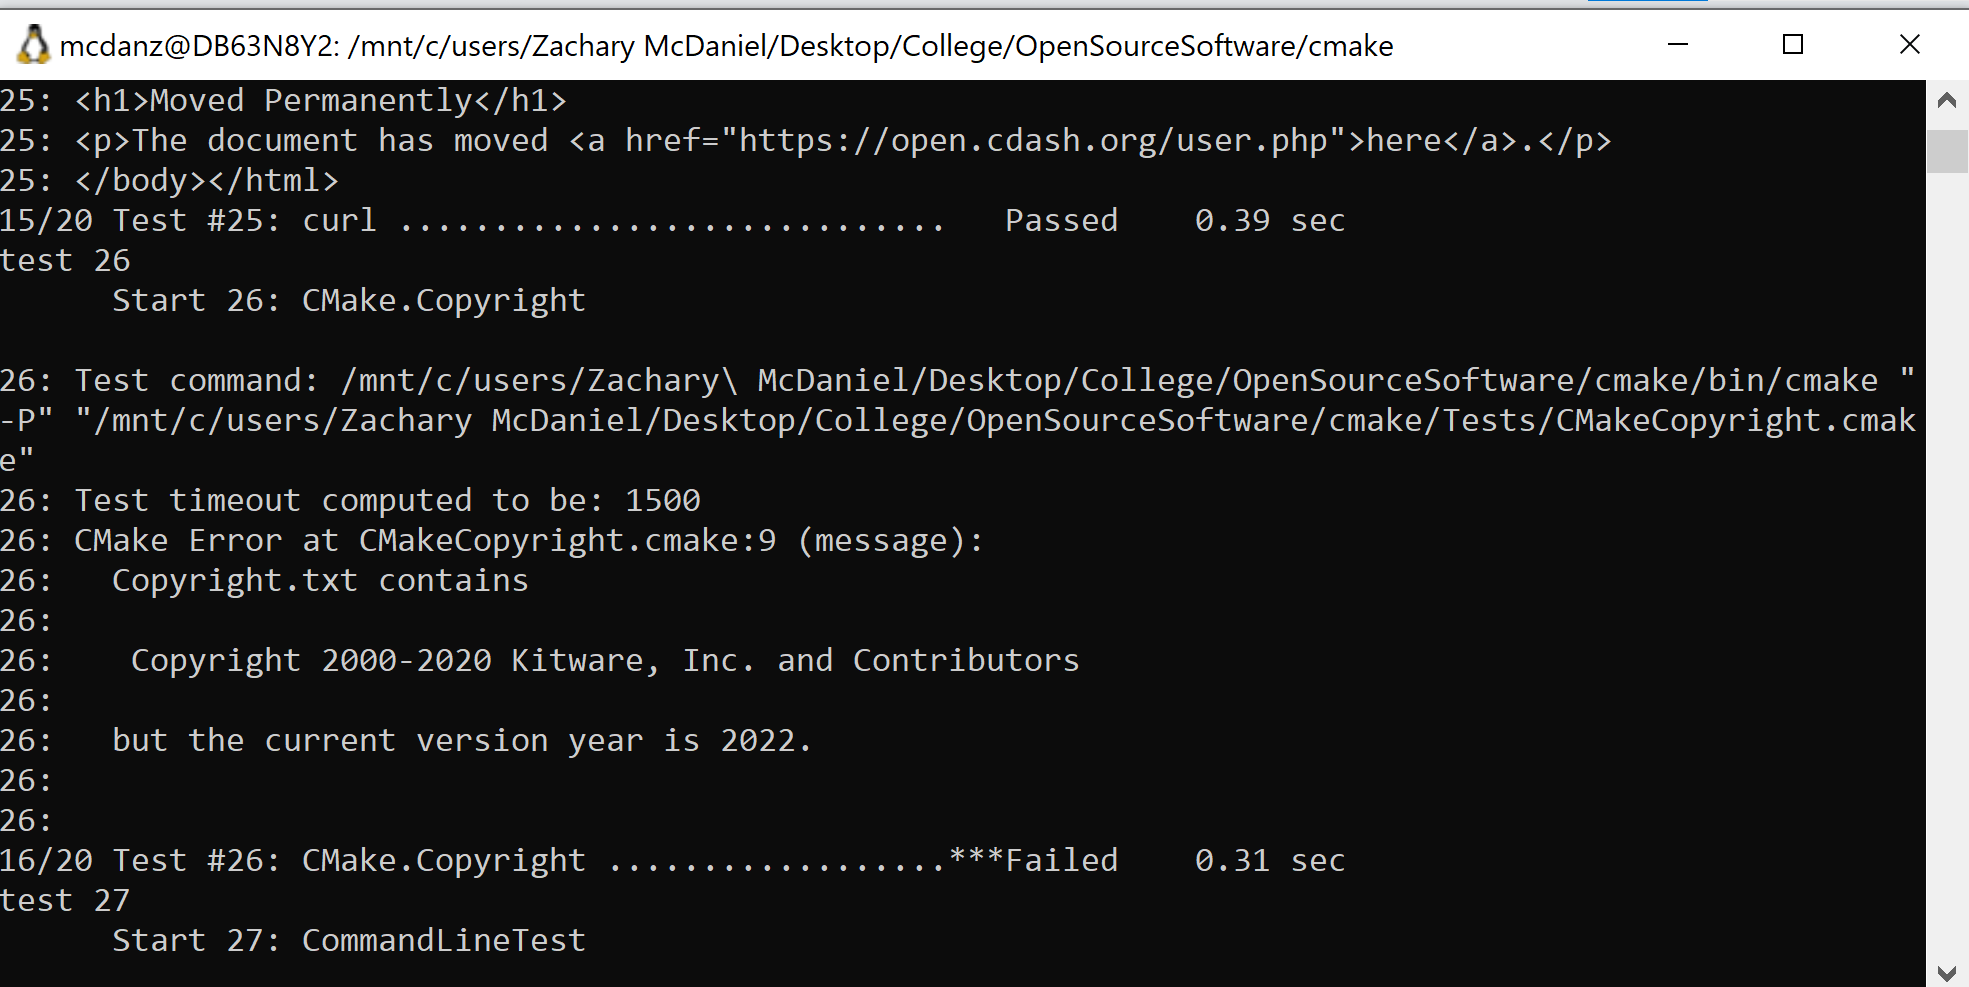 mcdanz@DB63N8Y2: /mnt/c/users/Zachary McDaniel/Desktop/College/OpenSourceSoftware/cmake
25: <h1>Moved Permanently</h1>
25: <p>The document has moved <a href="https://open.cdash.org/user.php">here</a>.</p>
25: </body></html>
15/20 Test #25: curl .............................   Passed    0.39 sec
test 26
      Start 26: CMake.Copyright
26: Test command: /mnt/c/users/Zachary\ McDaniel/Desktop/College/OpenSourceSoftware/cmake/bin/cmake "
-P" "/mnt/c/users/Zachary McDaniel/Desktop/College/OpenSourceSoftware/cmake/Tests/CMakeCopyright.cmak
e"
26: Test timeout computed to be: 1500
26: CMake Error at CMakeCopyright.cmake:9 (message):
26:   Copyright.txt contains
26:
26:    Copyright 2000-2020 Kitware, Inc. and Contributors
26:
26:   but the current version year is 2022.
26:
26:
16/20 Test #26: CMake.Copyright ..................***Failed    0.31 sec
test 27
      Start 27: CommandLineTest